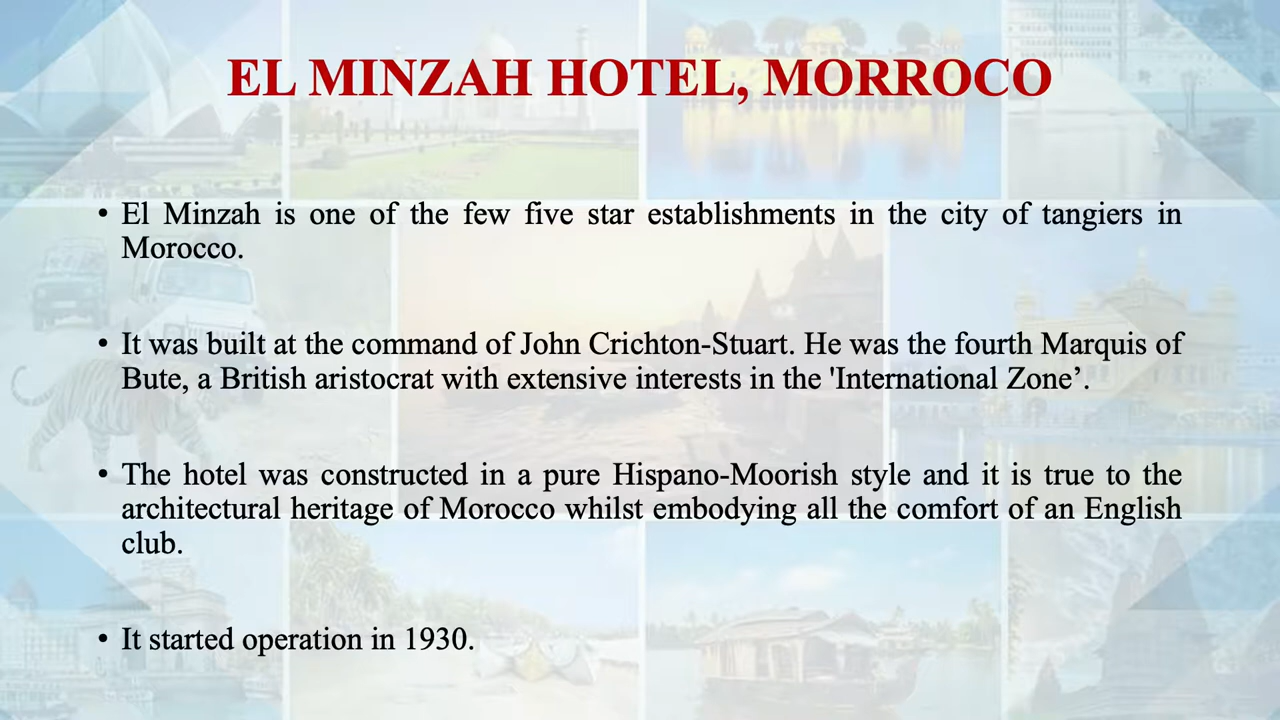 EL MINZAH HOTEL, MORROCO
• El Minzah is one of the few five star establishments in the city of tangiers in
Morocco.
• It was built at the command of John Crichton-Stuart. He was the fourth Marquis of
Bute, a British aristocrat with extensive interests in the 'International Zone’.
• The hotel was constructed in a pure Hispano-Moorish style and it is true to the
architectural heritage of Morocco whilst embodying all the comfort of an English
club.
• It started operation in 1930.